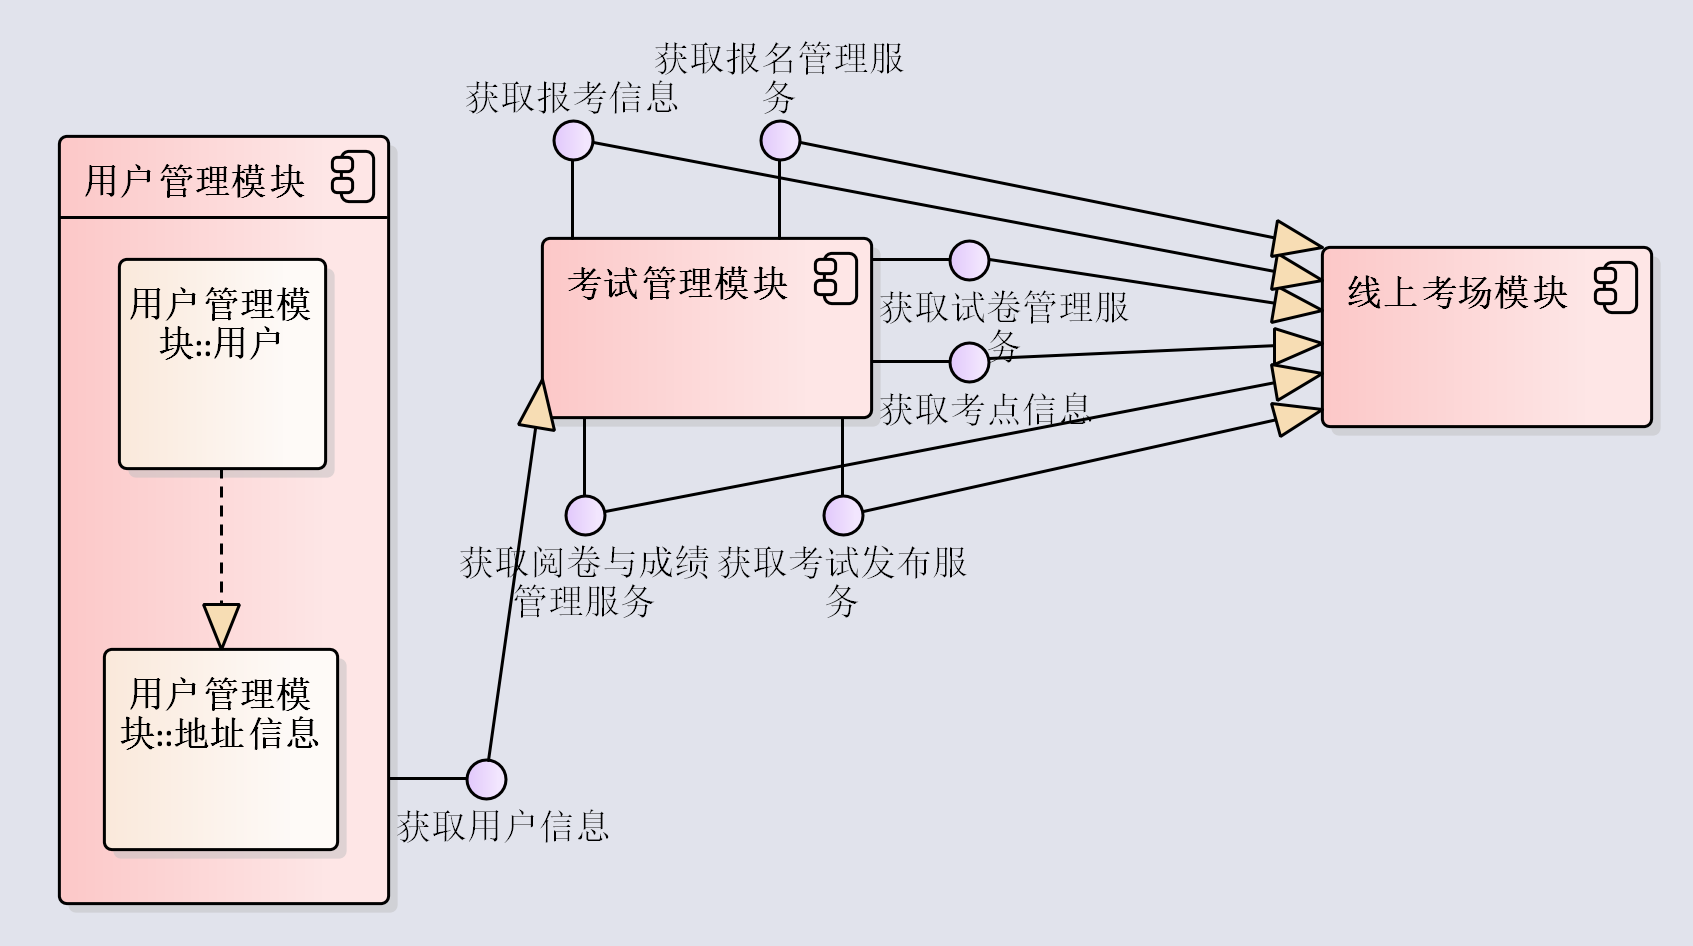 获取报名管理服
务
获取报考信息
用户管理模块
用户管理模
块::用户
用户管理模
块::地址信息
考试管理模块
获取试卷管理服
务
获取考点信息
线上考场模块
获取阅卷与成绩
管理服务
获取考试发布服
务
获取用户信息